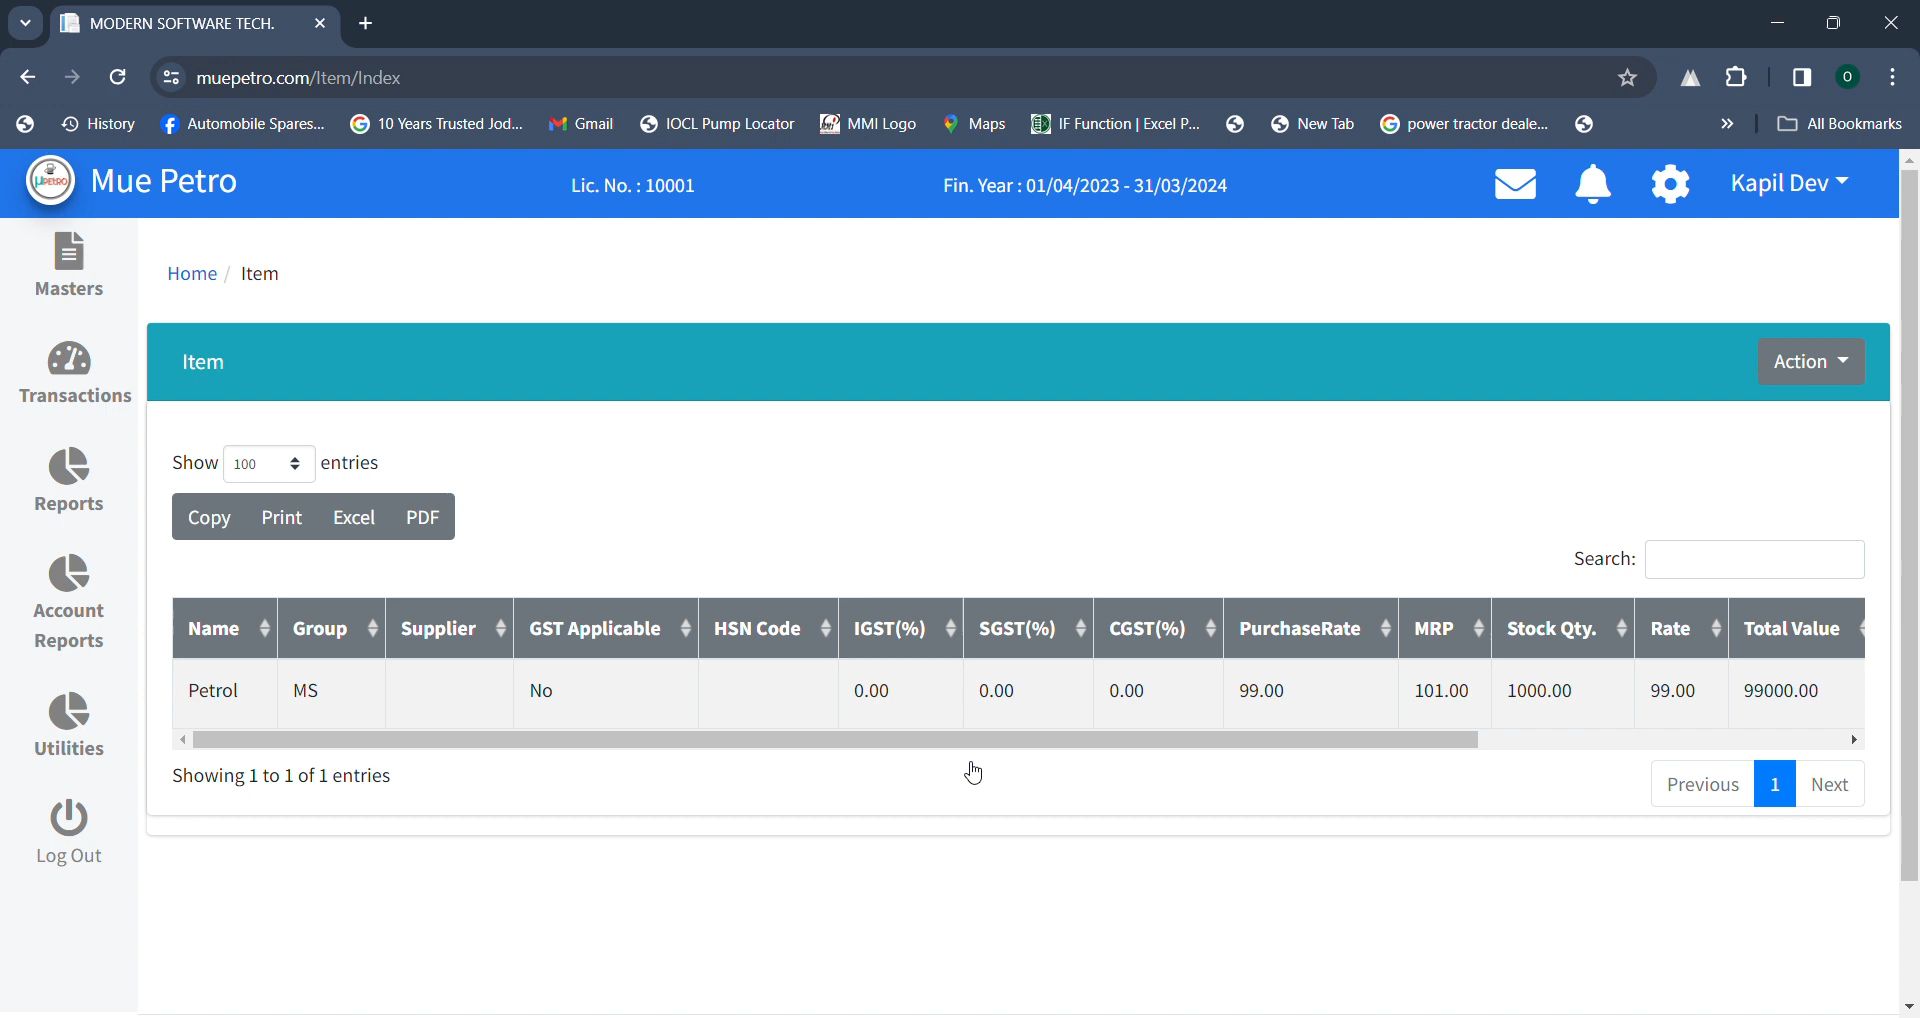 MODERN SOFTWARE TECH.
muepetro.com/Item/Index
History Automobile Spares... 10 Years Trusted Jod... Gmail IOCL Pump Locator MMI Logo Maps IF Function | Excel P... New Tab power tractor deale... All Bookmarks
Mue Petro Lic. No. : 10001 Fin. Year : 01/04/2023 - 31/03/2024 Kapil Dev
Masters
Transactions
Reports
Account
Reports
Utilities
Log Out
Home / Item
Item Action
Show 100 entries
Copy Print Excel PDF
Search:
Name Group Supplier GST Applicable HSN Code IGST(%) SGST(%) CGST(%) PurchaseRate MRP Stock Qty. Rate Total Value
Petrol MS No 0.00 0.00 0.00 99.00 101.00 1000.00 99.00 99000.00
Showing 1 to 1 of 1 entries
Previous 1 Next